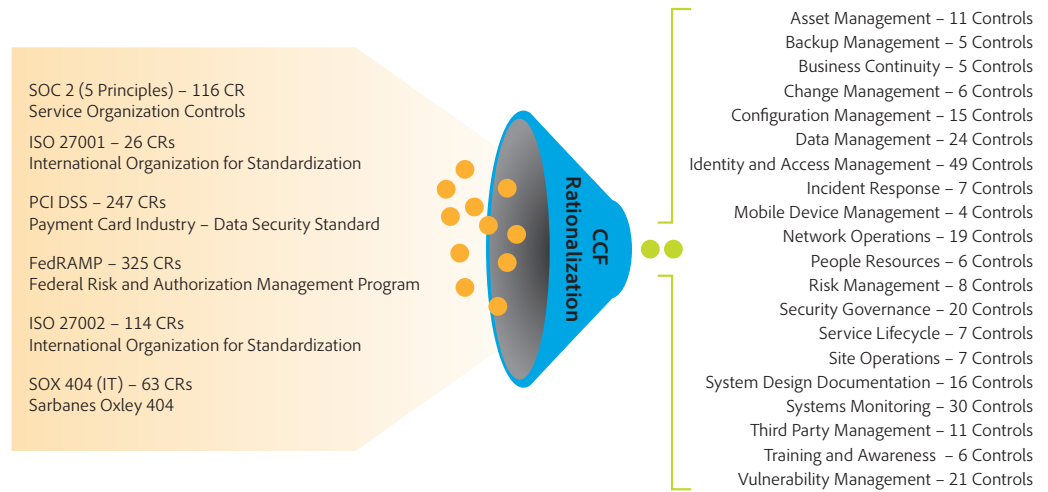 SOC 2 (5 Principles) – 116 CR
Service Organization Controls
ISO 27001 – 26 CRs
International Organization for Standardization
PCI DSS – 247 CRs
Payment Card Industry – Data Security Standard
FedRAMP – 325 CRs
Federal Risk and Authorization Management Program
ISO 27002 – 114 CRs
International Organization for Standardization
SOX 404 (IT) – 63 CRs
Sarbanes Oxley 404
CCF
Rationalization
Asset Management – 11 Controls
Backup Management – 5 Controls
Business Continuity – 5 Controls
Change Management – 6 Controls
Configuration Management – 15 Controls
Data Management – 24 Controls
Identity and Access Management – 49 Controls
Incident Response – 7 Controls
Mobile Device Management – 4 Controls
Network Operations – 19 Controls
People Resources – 6 Controls
Risk Management – 8 Controls
Security Governance – 20 Controls
Service Lifecycle – 7 Controls
Site Operations – 7 Controls
System Design Documentation – 16 Controls
Systems Monitoring – 30 Controls
Third Party Management – 11 Controls
Training and Awareness – 6 Controls
Vulnerability Management – 21 Controls